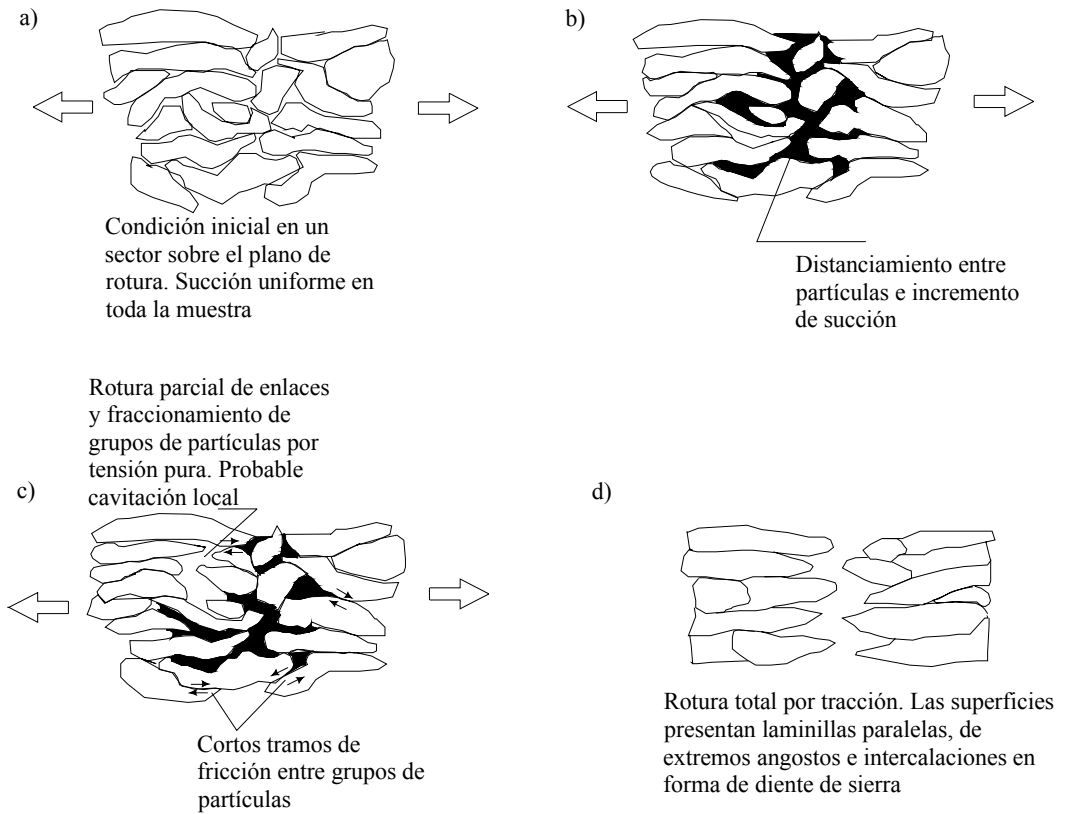 a)
Condición inicial en un
sector sobre el plano de
rotura. Succión uniforme en
toda la muestra
b)
Distanciamiento entre
partículas e incremento
de succión
Rotura parcial de enlaces
y fraccionamiento de
grupos de partículas por
tensión pura. Probable
cavitación local
c)
Cortos tramos de
fricción entre grupos de
partículas
d)
Rotura total por tracción. Las superficies
presentan laminillas paralelas, de
extremos angostos e intercalaciones en
forma de diente de sierra